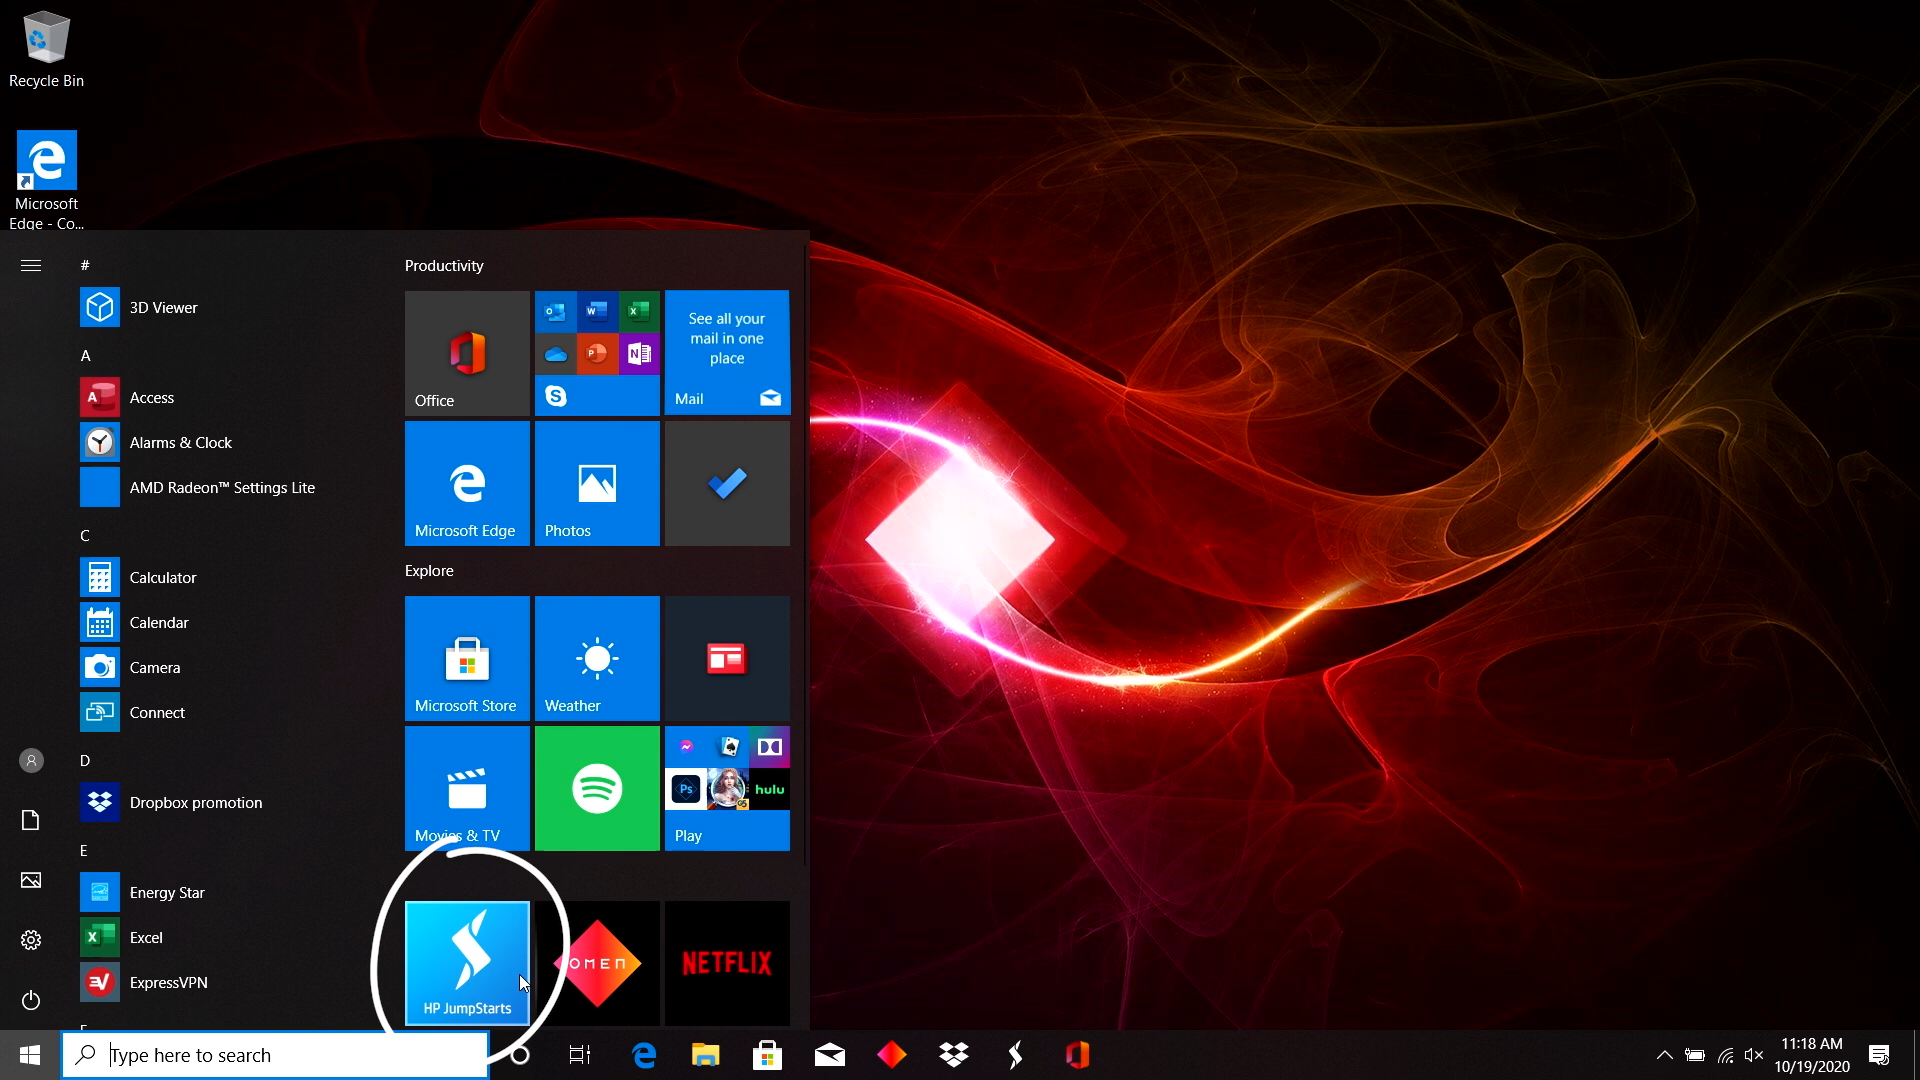 Recycle Bin
Microsoft
Edge - Co...
#
3D Viewer
A
Access
Alarms & Clock
AMD Radeon™ Settings Lite
C
Calculator
Calendar
Camera
Connect
D
Dropbox promotion
E
Energy Star
Excel
ExpressVPN
Productivity
Office
See all your
mail in one
place
Mail
Microsoft Edge
Photos
Explore
Microsoft Store
Weather
Movies & TV
Ps
hulu
Play
HP JumpStarts
OMEN
NETFLIX
Type here to search
11:18 AM
10/19/2020